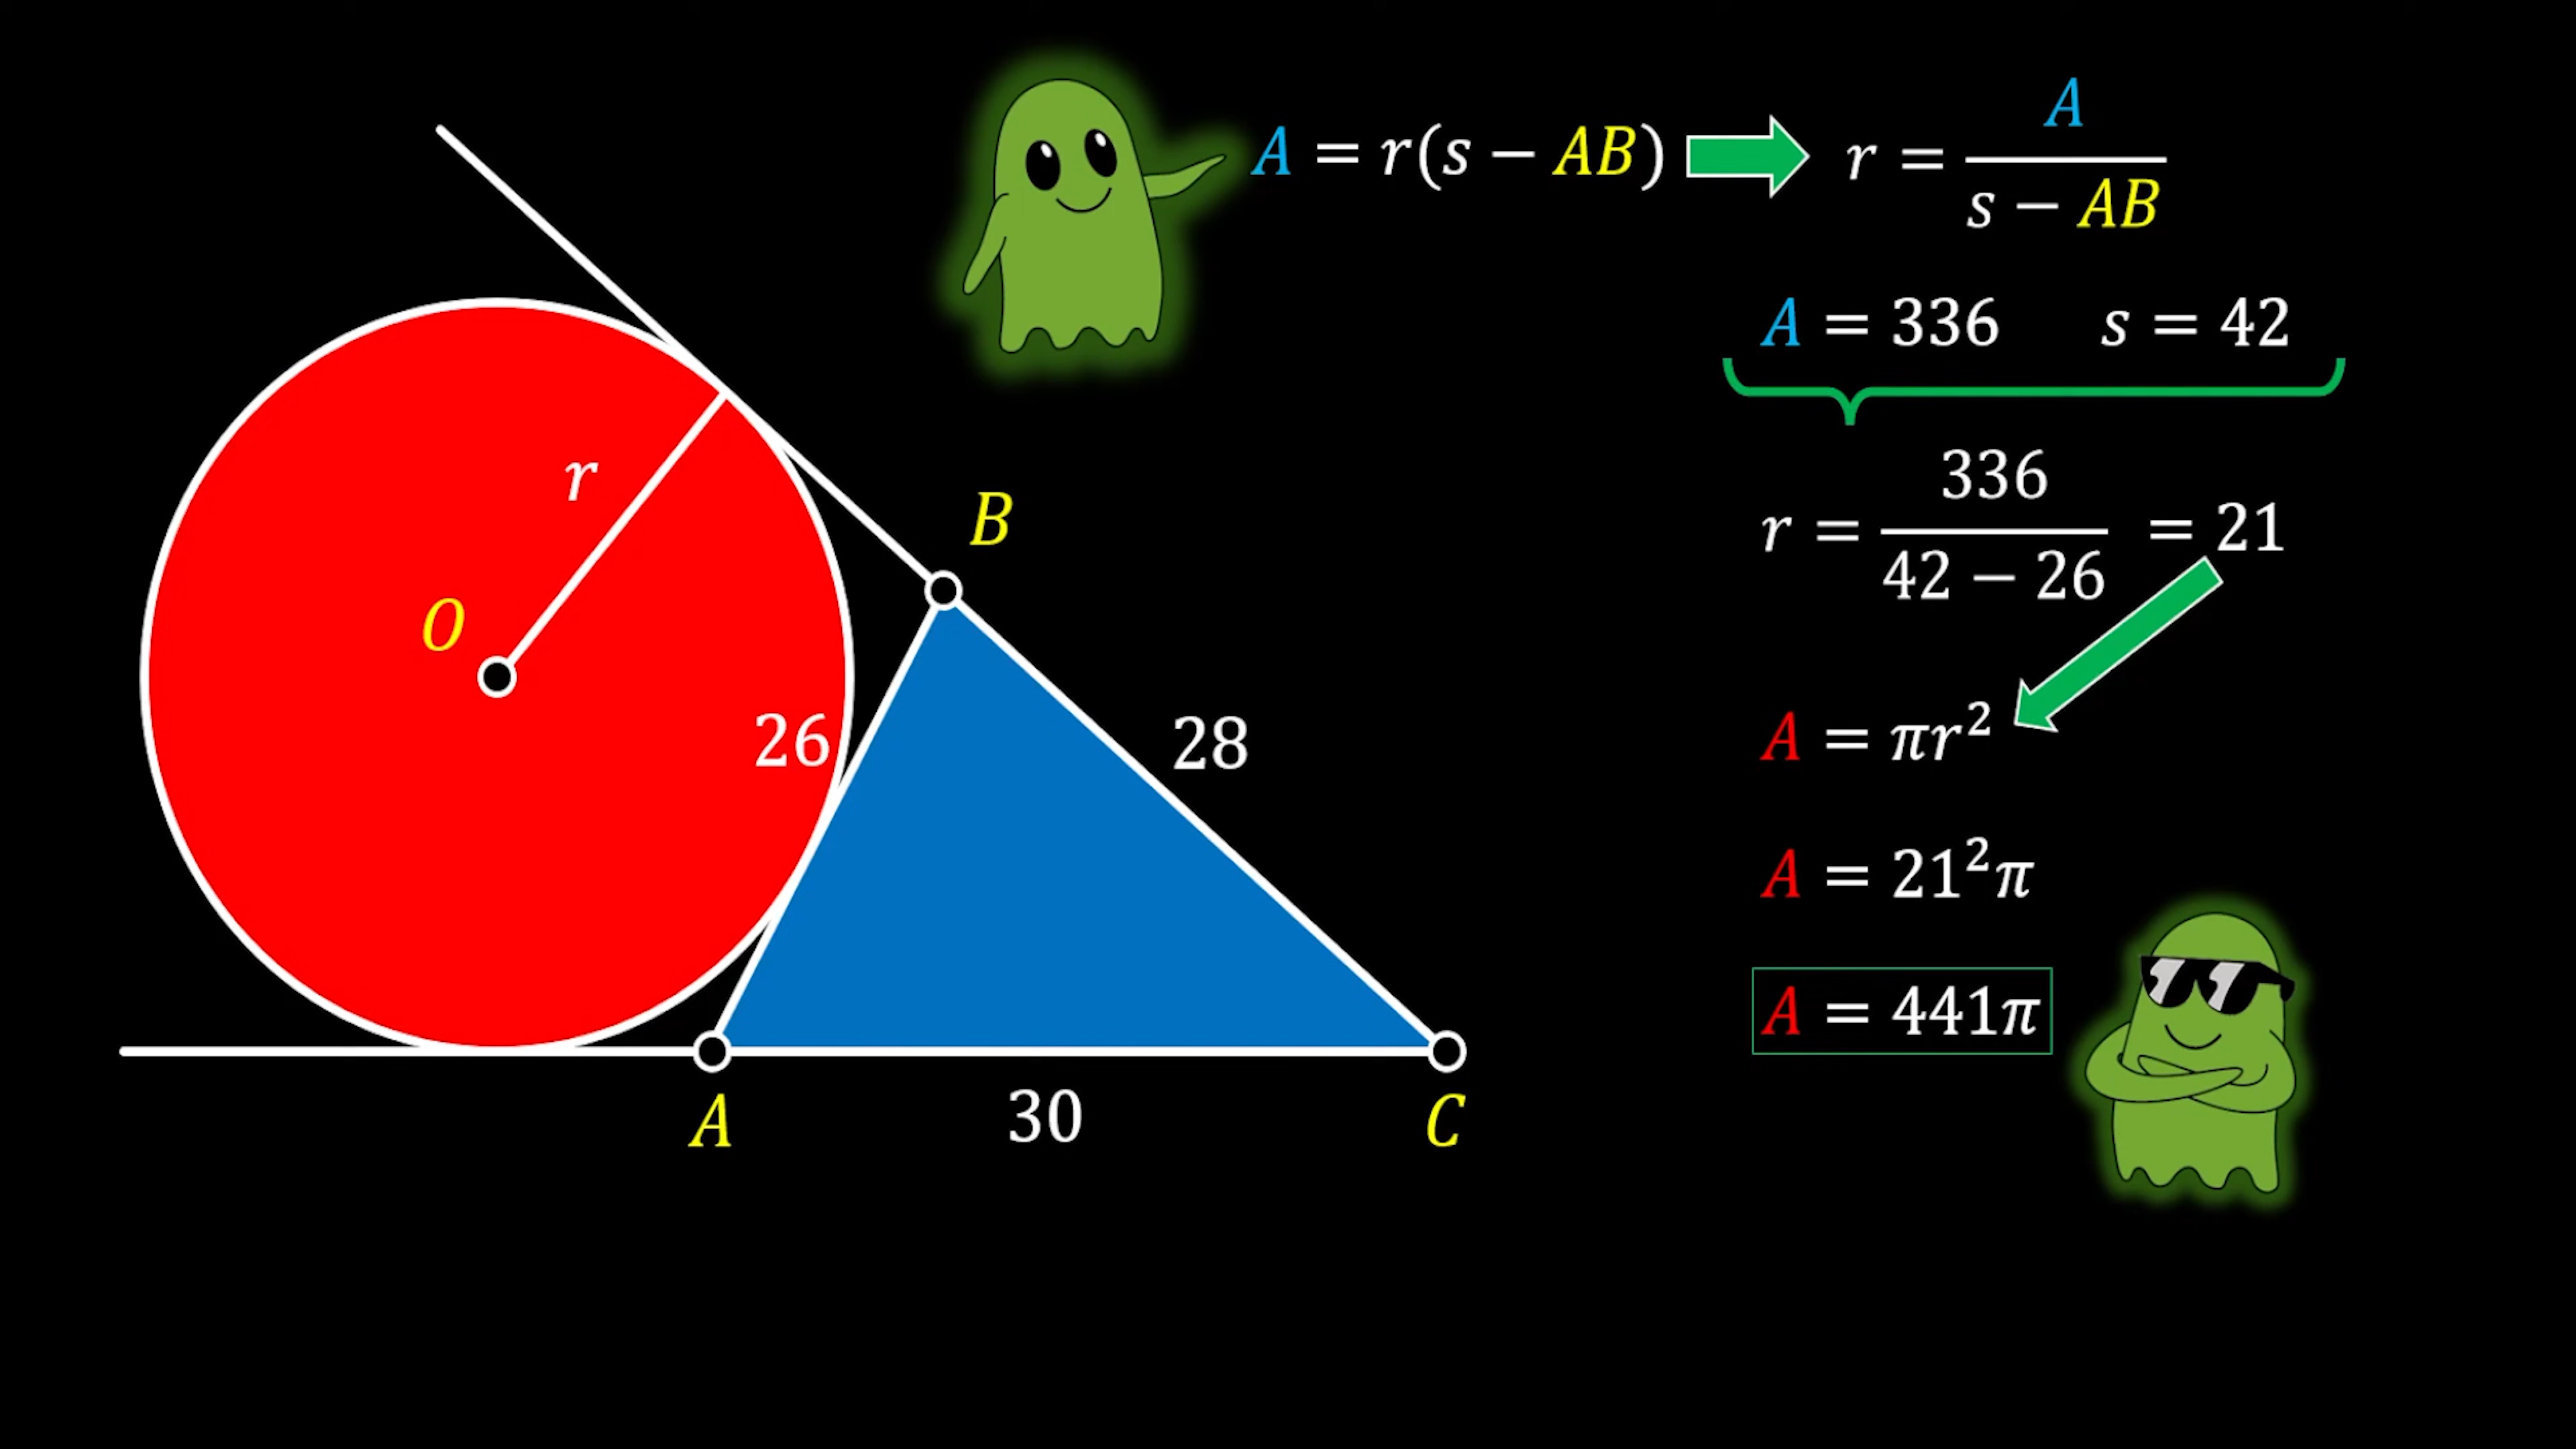 A = r(s − AB)
r = A / (s − AB)
A = 336 s = 42
r = 336 / (42 − 26) = 21
A = πr²
A = 21²π
A = 441π
r
B
O
26
28
A
30
C